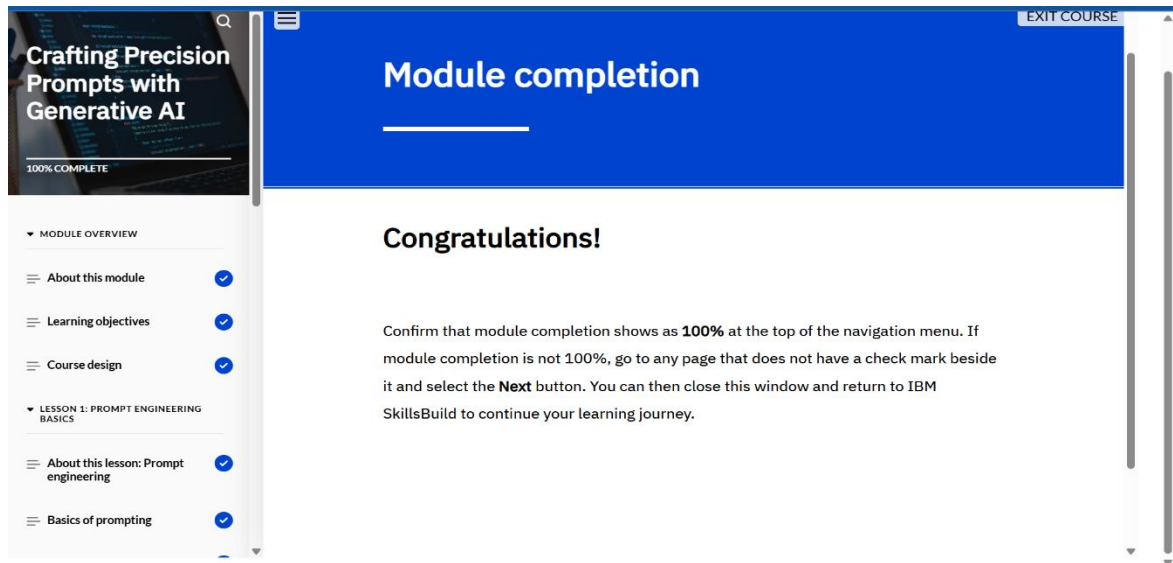 Crafting Precision
Prompts with
Generative AI
100% COMPLETE
▾ MODULE OVERVIEW
About this module
Learning objectives
Course design
▾ LESSON 1: PROMPT ENGINEERING
BASICS
About this lesson: Prompt
engineering
Basics of prompting
EXIT COURSE
Module completion
Congratulations!
Confirm that module completion shows as 100% at the top of the navigation menu. If
module completion is not 100%, go to any page that does not have a check mark beside
it and select the Next button. You can then close this window and return to IBM
SkillsBuild to continue your learning journey.